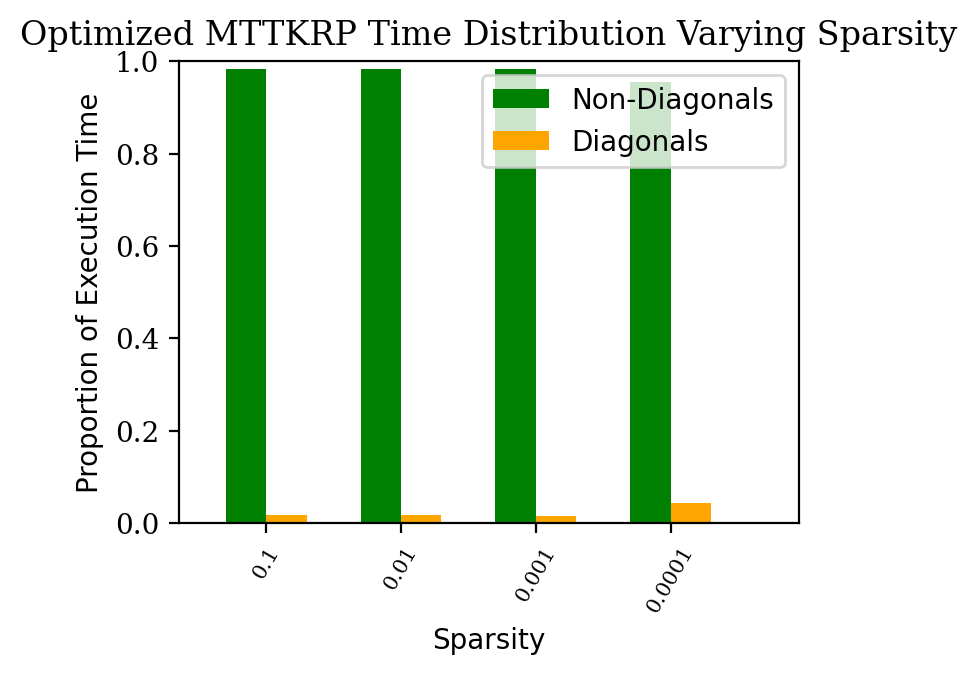 Optimized MTTKRP Time Distribution Varying Sparsity
1.0
0.8
0.6
0.4
0.2
0.0
Proportion of Execution Time
Non-Diagonals
Diagonals
0.1
0.01
0.001
0.0001
Sparsity